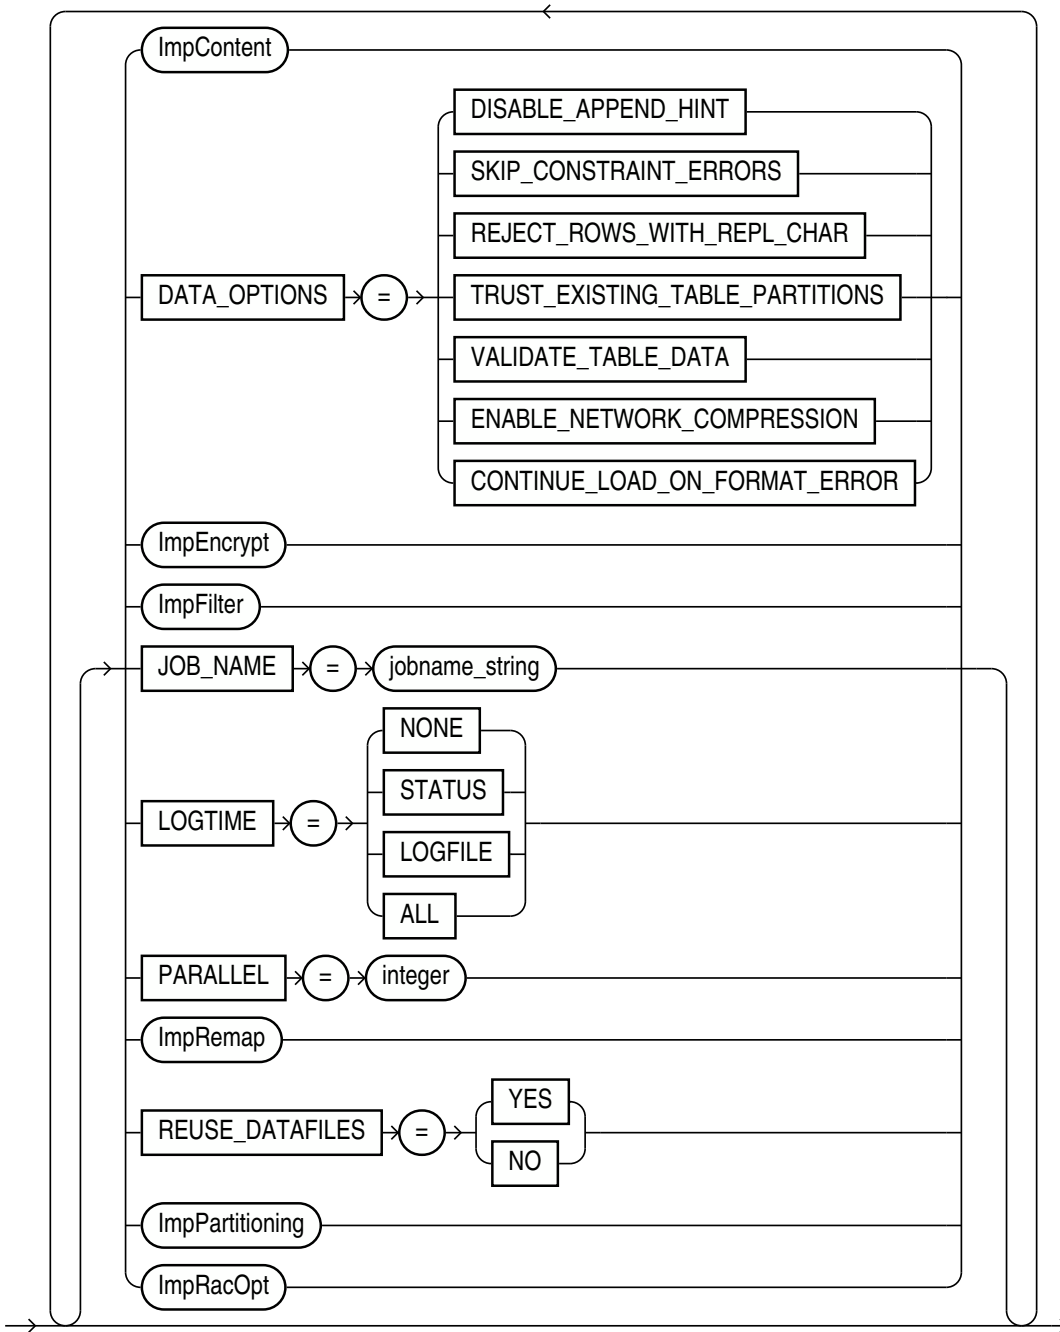 ImpContent
DISABLE_APPEND_HINT
SKIP_CONSTRAINT_ERRORS
REJECT_ROWS_WITH_REPL_CHAR
DATA_OPTIONS = TRUST_EXISTING_TABLE_PARTITIONS
VALIDATE_TABLE_DATA
ENABLE_NETWORK_COMPRESSION
CONTINUE_LOAD_ON_FORMAT_ERROR
ImpEncrypt
ImpFilter
JOB_NAME = jobname_string
NONE
STATUS
LOGTIME =
LOGFILE
ALL
PARALLEL = integer
ImpRemap
YES
REUSE_DATAFILES =
NO
ImpPartitioning
ImpRacOpt